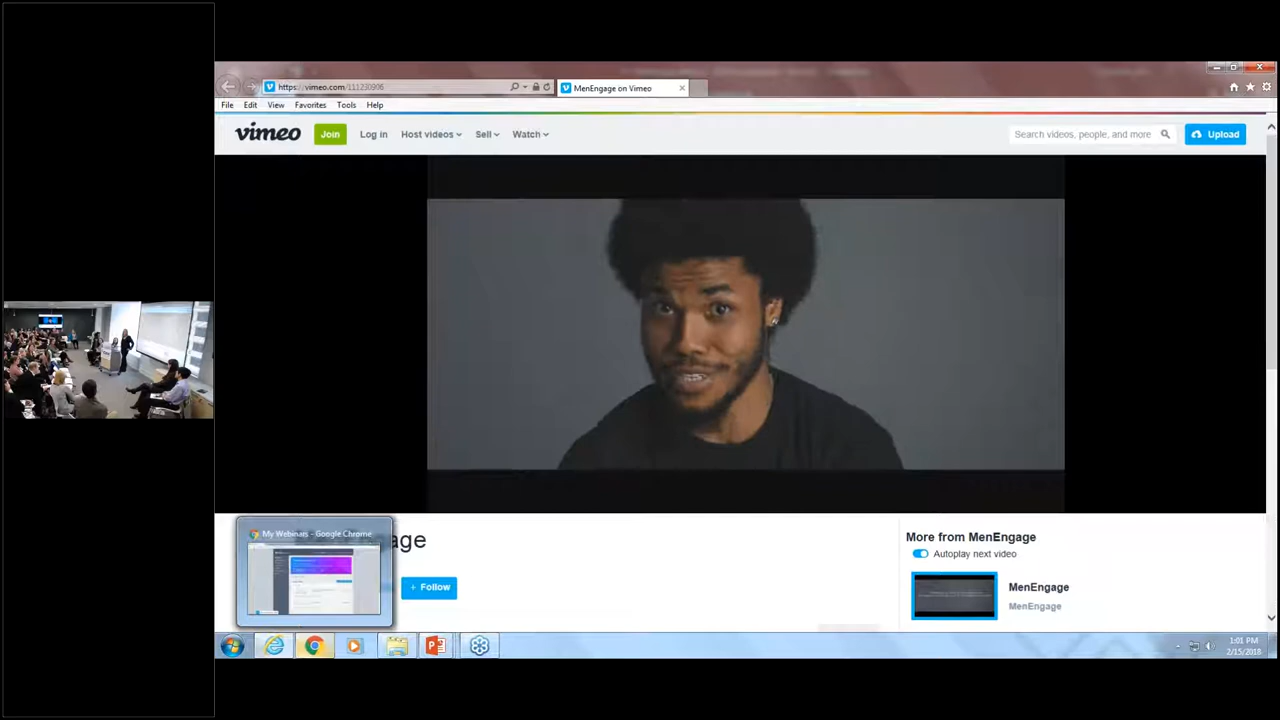 https://vimeo.com/111230906
MenEngage on Vimeo
File Edit View Favorites Tools Help
vimeo Join Log in Host videos Sell Watch Search videos, people, and more Upload
My Webinars - Google Chrome
age
+ Follow
More from MenEngage
Autoplay next video
MenEngage
MenEngage
1:01 PM
2/15/2018